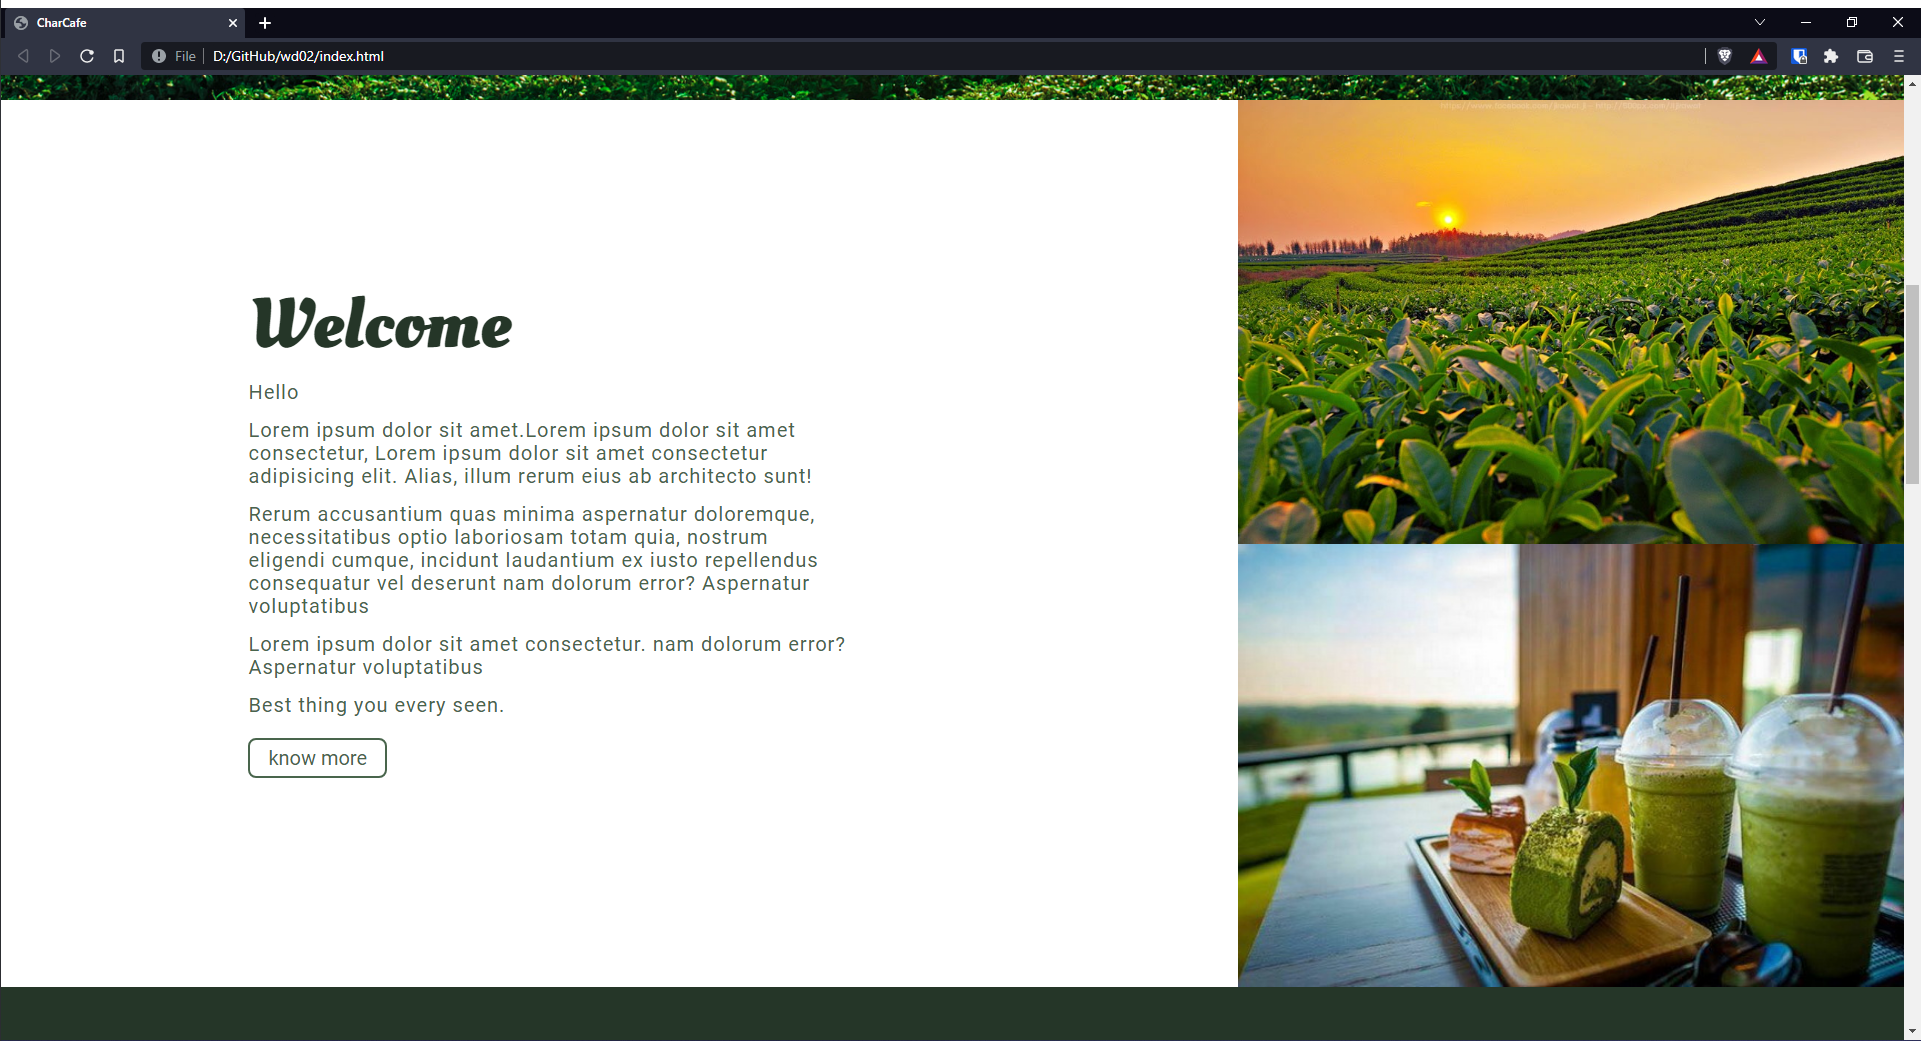 CharCafe
File
D:/GitHub/wd02/index.html
Welcome
Hello
Lorem ipsum dolor sit amet.Lorem ipsum dolor sit amet
consectetur, Lorem ipsum dolor sit amet consectetur
adipisicing elit. Alias, illum rerum eius ab architecto sunt!
Rerum accusantium quas minima aspernatur doloremque,
necessitatibus optio laboriosam totam quia, nostrum
eligendi cumque, incidunt laudantium ex iusto repellendus
consequatur vel deserunt nam dolorum error? Aspernatur
voluptatibus
Lorem ipsum dolor sit amet consectetur. nam dolorum error?
Aspernatur voluptatibus
Best thing you every seen.
know more